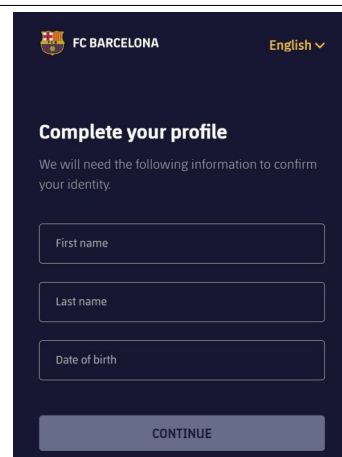 FC BARCELONA
English
Complete your profile
We will need the following information to confirm
your identity.
First name
Last name
Date of birth
CONTINUE